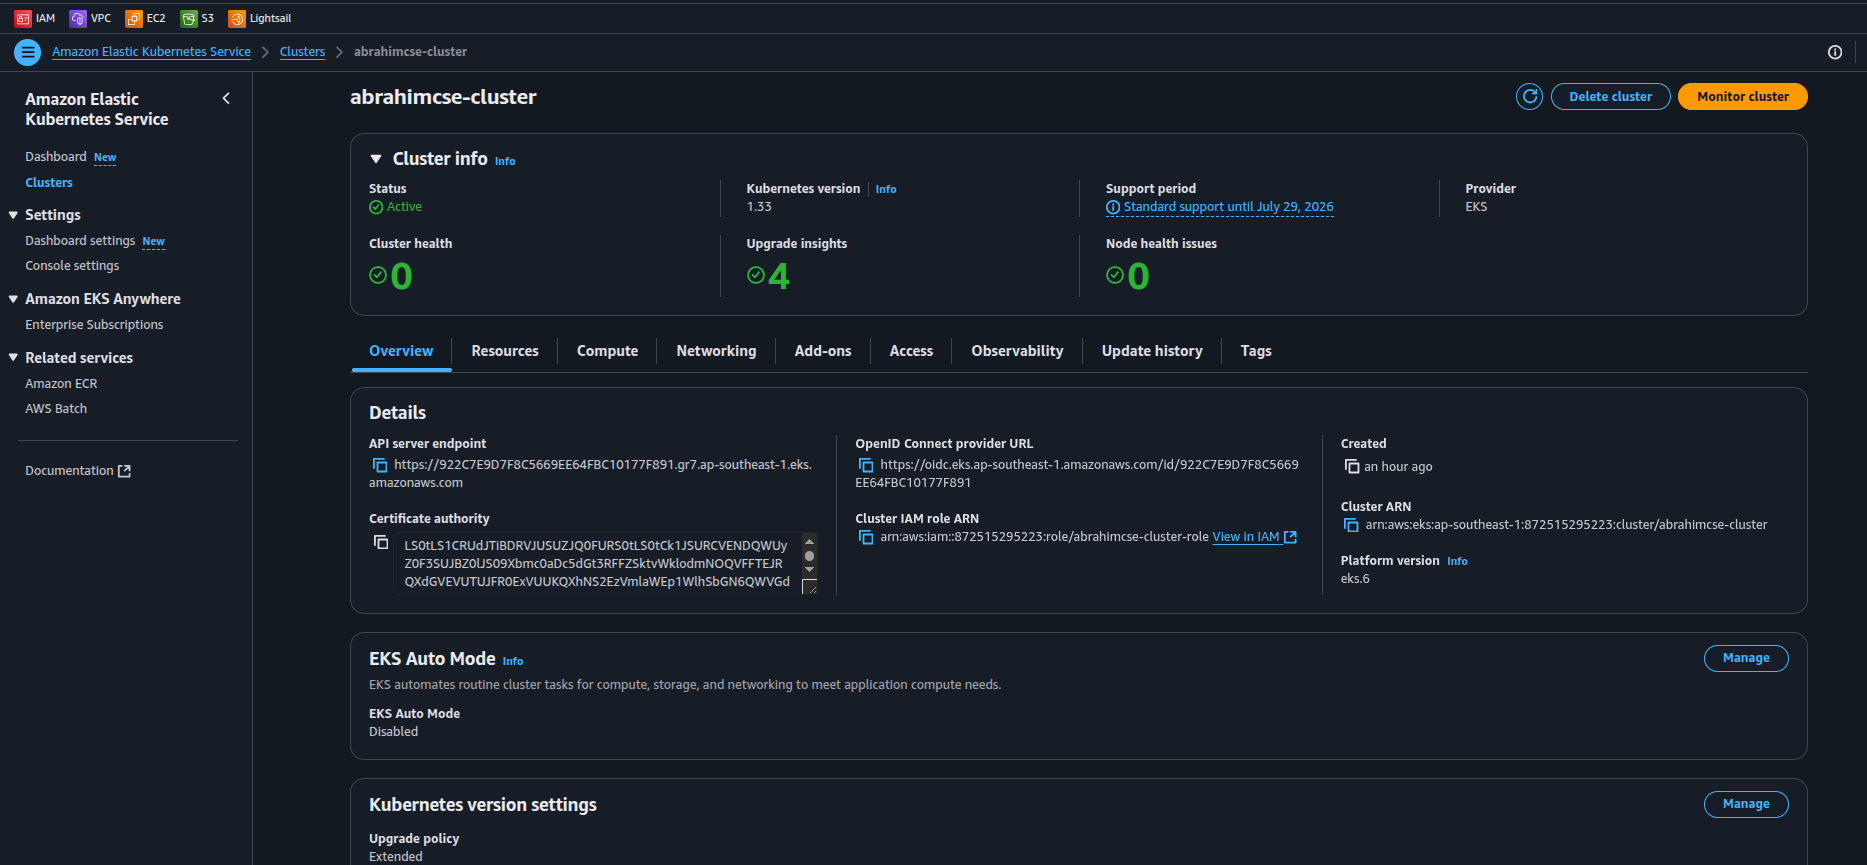 IAM VPC EC2 S3 Lightsail
Amazon Elastic Kubernetes Service Clusters abrahimcse-cluster
Amazon Elastic
Kubernetes Service
Dashboard New
Clusters
Settings
Dashboard settings New
Console settings
Amazon EKS Anywhere
Enterprise Subscriptions
Related services
Amazon ECR
AWS Batch
Documentation
abrahimcse-cluster
Delete cluster Monitor cluster
Cluster info Info
Status
Active
Kubernetes version Info
1.33
Support period
Standard support until July 29, 2026
Provider
EKS
Cluster health
0
Upgrade insights
4
Node health issues
0
Overview Resources Compute Networking Add-ons Access Observability Update history Tags
Details
API server endpoint
https://922C7E9D7F8C5669EE64FBC10177F891.gr7.ap-southeast-1.eks.
amazonaws.com
Certificate authority
OpenID Connect provider URL
https://oidc.eks.ap-southeast-1.amazonaws.com/id/922C7E9D7F8C5669
EE64FBC10177F891
Cluster IAM role ARN
arn:aws:iam::872515295223:role/abrahimcse-cluster-role View in IAM
Created
an hour ago
Cluster ARN
arn:aws:eks:ap-southeast-1:872515295223:cluster/abrahimcse-cluster
Platform version Info
eks.6
EKS Auto Mode Info
Manage
EKS automates routine cluster tasks for compute, storage, and networking to meet application compute needs.
EKS Auto Mode
Disabled
Kubernetes version settings
Manage
Upgrade policy
Extended